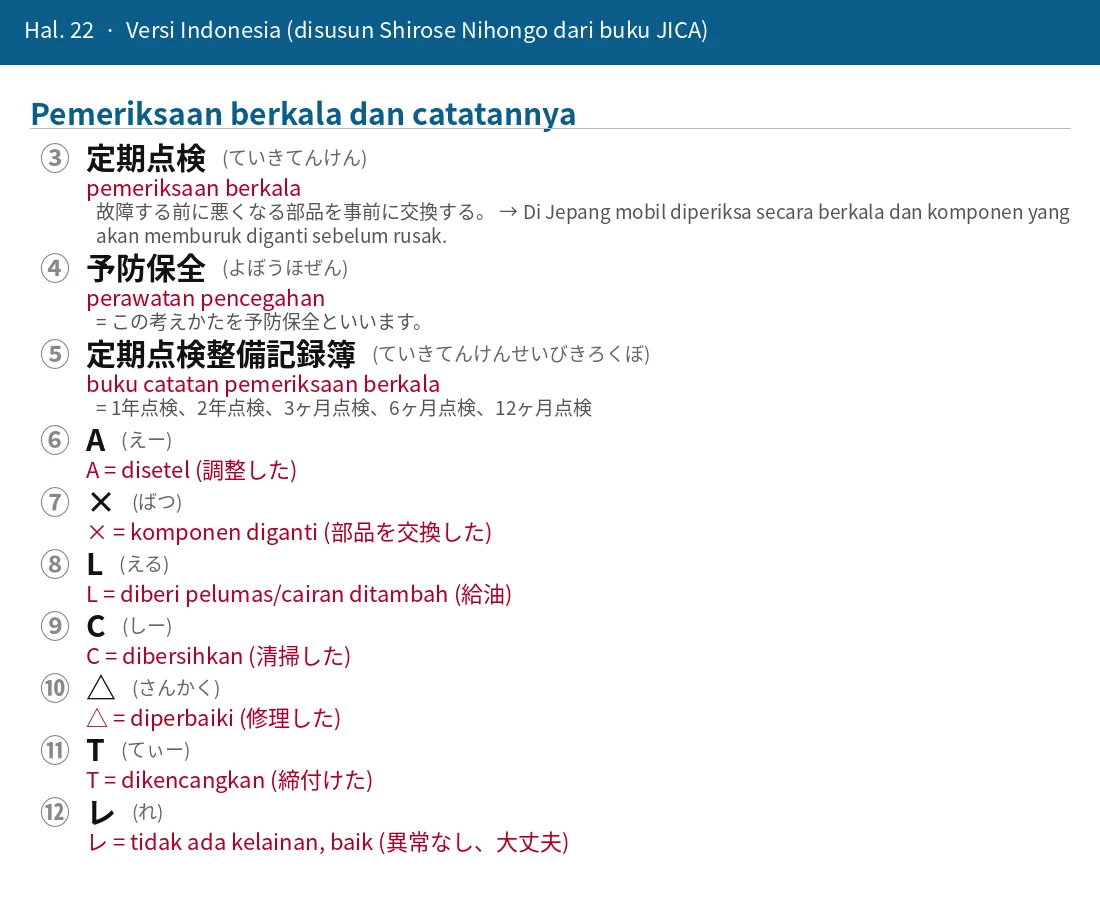 Hal. 22 · Versi Indonesia (disusun Shirose Nihongo dari buku JICA)
Pemeriksaan berkala dan catatannya
③ 定期点検 (ていきてんけん)
pemeriksaan berkala
故障する前に悪くなる部品を事前に交換する。 → Di Jepang mobil diperiksa secara berkala dan komponen yang
akan memburuk diganti sebelum rusak.
④ 予防保全 (よぼうほぜん)
perawatan pencegahan
= この考えかたを予防保全といいます。
⑤ 定期点検整備記録簿 (ていきてんけんせいびきろくぼ)
buku catatan pemeriksaan berkala
= 1年点検、2年点検、3ヶ月点検、6ヶ月点検、12ヶ月点検
⑥ A (えー)
A = disetel (調整した)
⑦ × (ばつ)
× = komponen diganti (部品を交換した)
⑧ L (える)
L = diberi pelumas/cairan ditambah (給油)
⑨ C (しー)
C = dibersihkan (清掃した)
⑩ △ (さんかく)
△ = diperbaiki (修理した)
⑪ T (てぃー)
T = dikencangkan (締付けた)
⑫ レ (れ)
レ = tidak ada kelainan, baik (異常なし、大丈夫)